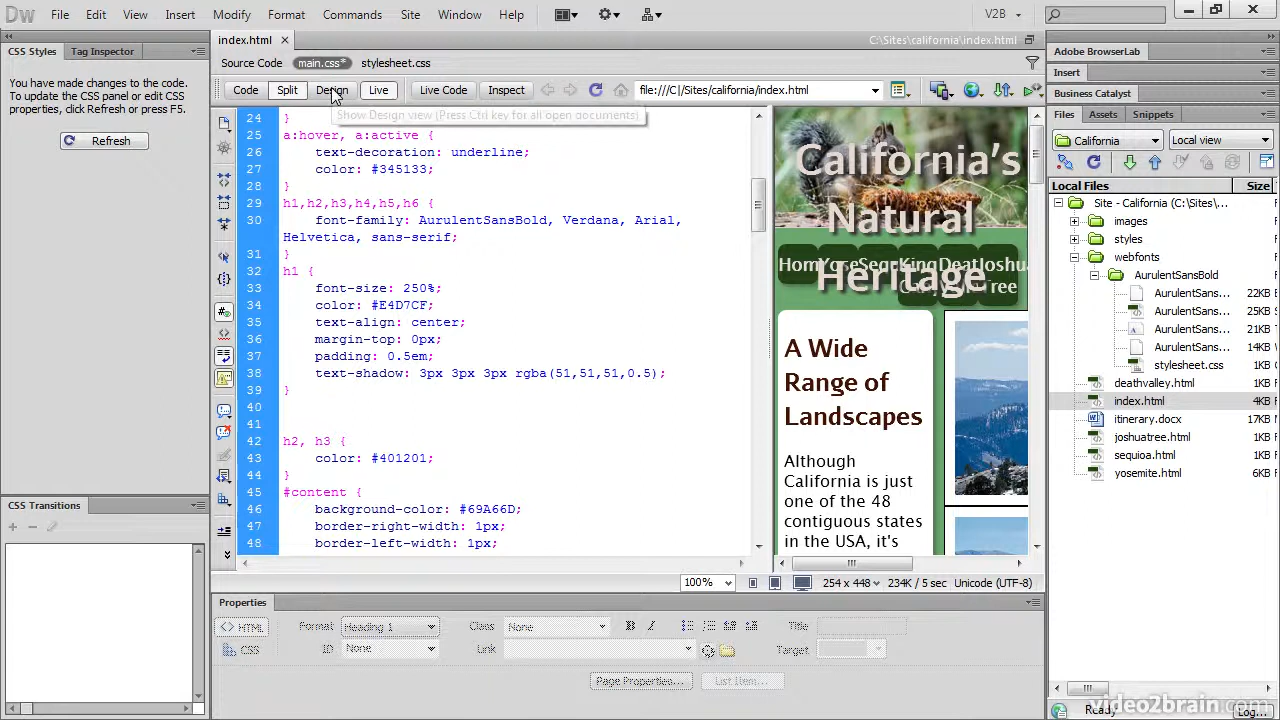 Dw File Edit View Insert Modify Format Commands Site Window Help V2B
CSS Styles Tag Inspector
You have made changes to the code.
To update the CSS panel or edit CSS
properties, click Refresh or press F5.
Refresh
CSS Transitions
index.html C:\Sites\california\index.html
Source Code main.css* stylesheet.css
Code Split Live Live Code Inspect file:///C|/Sites/california/index.html
Show Design view (Press Ctrl key for all open documents)
24 }
25 a:hover, a:active {
26 text-decoration: underline;
27 color: #345133;
28 }
29 h1,h2,h3,h4,h5,h6 {
30 font-family: AurulentSansBold, Verdana, Arial,
Helvetica, sans-serif;
31 }
32 h1 {
33 font-size: 250%;
34 color: #E4D7CF;
35 text-align: center;
36 margin-top: 0px;
37 padding: 0.5em;
38 text-shadow: 3px 3px 3px rgba(51,51,51,0.5);
39 }
40
41
42 h2, h3 {
43 color: #401201;
44 }
45 #content {
46 background-color: #69A66D;
47 border-right-width: 1px;
48 border-left-width: 1px;
California's
Natural
Heritage
Tree
A Wide
Range of
Landscapes
Although
California is just
one of the 48
contiguous states
in the USA, it's
100% 254 x 448 234K / 5 sec Unicode (UTF-8)
Properties
<> HTML Format Heading 1 Class None B I Title
CSS ID None Link Target
Page Properties... List Item...
Adobe BrowserLab
Insert
Business Catalyst
Files Assets Snippets
California Local view
Local Files Size
Site - California (C:\Sites\...
images
styles
webfonts
AurulentSansBold
AurulentSans... 22KB
AurulentSans... 25KB
AurulentSans... 21KB
AurulentSans... 14KB
stylesheet.css 1KB
deathvalley.html 1KB
index.html 4KB
itinerary.docx 17KB
joshuatree.html 1KB
sequioa.html 1KB
yosemite.html 6KB
Ready Log...
video2brain.com